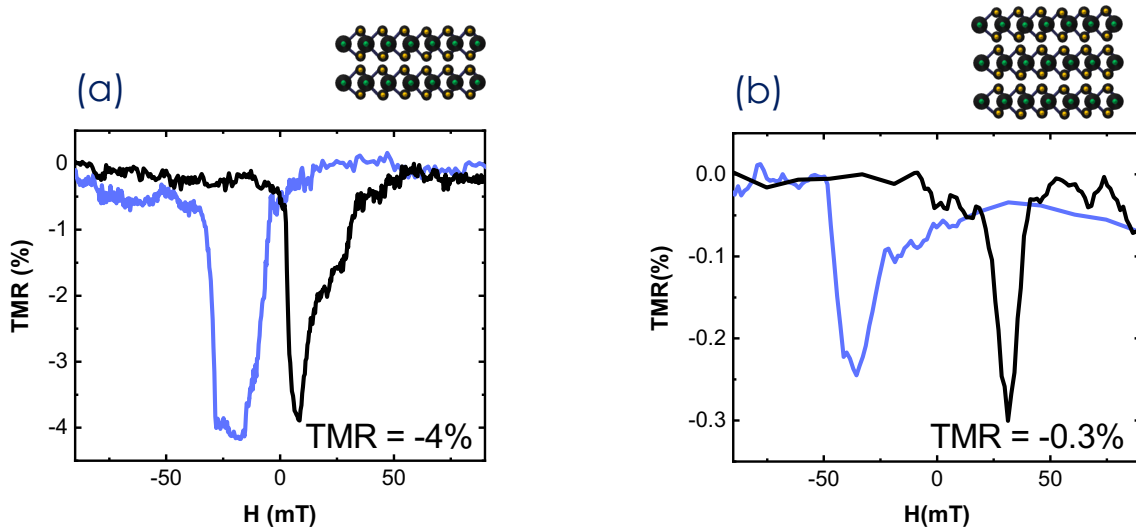 (a)
0
-1
-2
-3
-4
TMR (%)
TMR = -4%
-50
0
50
H (mT)
(b)
0.0
-0.1
-0.2
-0.3
TMR(%)
TMR = -0.3%
-50
0
50
H(mT)